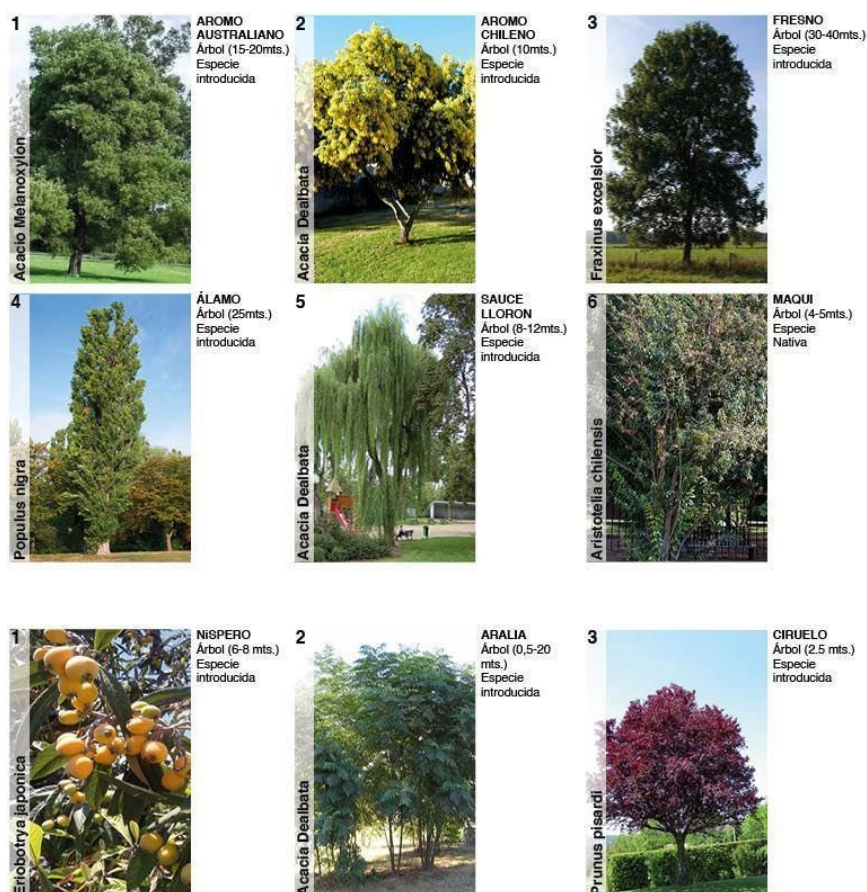 1
AROMO
AUSTRALIANO
Árbol (15-20mts.)
Especie
introducida
Acacio Melanoxylon
2
AROMO
CHILENO
Árbol (10mts.)
Especie
introducida
Acacia Dealbata
3
FRESNO
Árbol (30-40mts.)
Especie
introducida
Fraxinus excelsior
4
ÁLAMO
Árbol (25mts.)
Especie
introducida
Populus nigra
5
SAUCE
LLORON
Árbol (8-12mts.)
Especie
introducida
Acacia Dealbata
6
MAQUI
Árbol (4-5mts.)
Especie
Nativa
Aristotelia chilensis
1
NíSPERO
Árbol (6-8 mts.)
Especie
introducida
Eriobotrya japonica
2
ARALIA
Árbol (0,5-20
mts.)
Especie
introducida
Acacia Dealbata
3
CIRUELO
Árbol (2.5 mts.)
Especie
introducida
Prunus pisardi